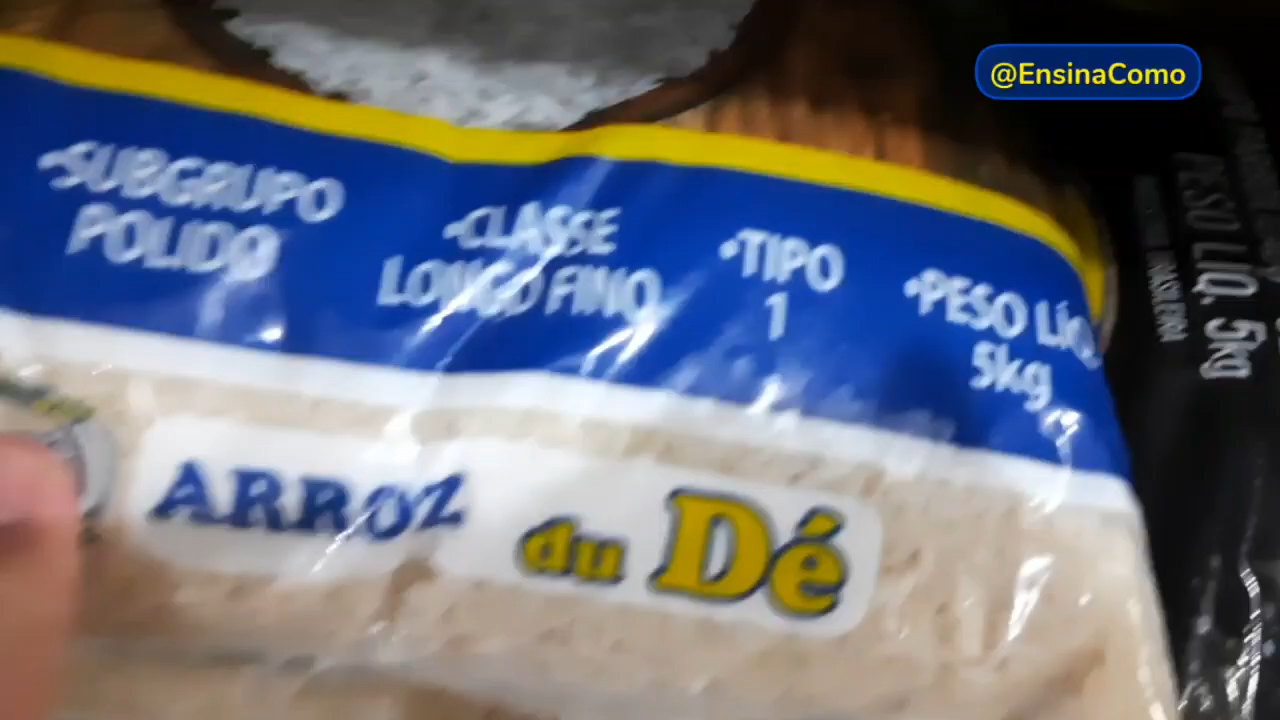 @EnsinaComo
•SUBGRUPO
POLIDO
•CLASSE
LONGO FINO
•TIPO
1
•PESO LÍQ.
5kg
ARROZ du Dé
PESO LÍQ. 5kg